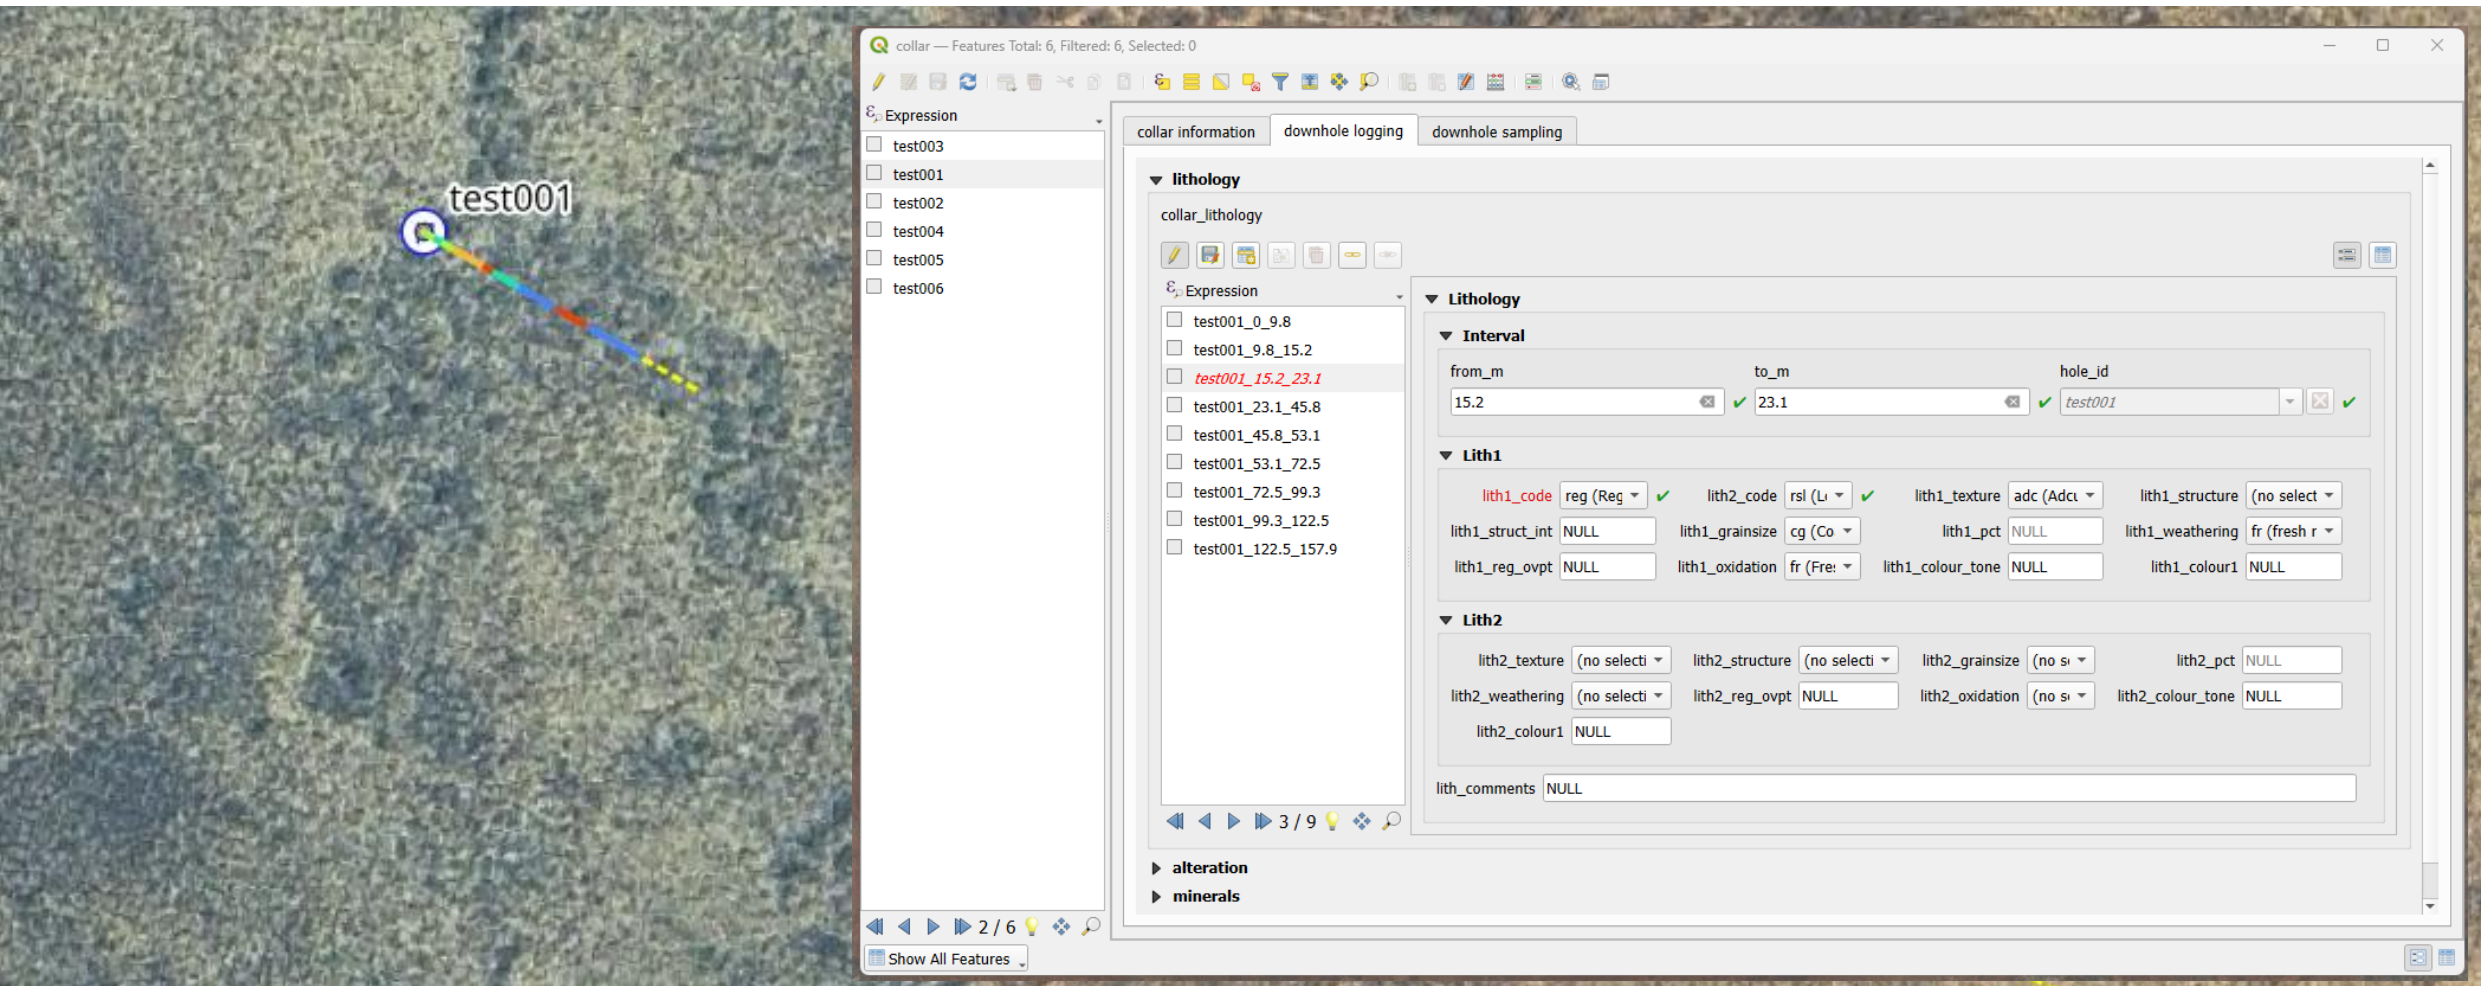 test001
collar — Features Total: 6, Filtered: 6, Selected: 0
Expression
test003
test001
test002
test004
test005
test006
2 / 6
Show All Features
collar information downhole logging downhole sampling
lithology
collar_lithology
Expression
test001_0_9.8
test001_9.8_15.2
test001_15.2_23.1
test001_23.1_45.8
test001_45.8_53.1
test001_53.1_72.5
test001_72.5_99.3
test001_99.3_122.5
test001_122.5_157.9
3 / 9
Lithology
Interval
from_m to_m hole_id
15.2 23.1 test001
Lith1
lith1_code reg (Reg lith2_code rsl (L lith1_texture adc (Adcu lith1_structure (no select
lith1_struct_int NULL lith1_grainsize cg (Co lith1_pct NULL lith1_weathering fr (fresh r
lith1_reg_ovpt NULL lith1_oxidation fr (Fre lith1_colour_tone NULL lith1_colour1 NULL
Lith2
lith2_texture (no selecti lith2_structure (no selecti lith2_grainsize (no s lith2_pct NULL
lith2_weathering (no selecti lith2_reg_ovpt NULL lith2_oxidation (no s lith2_colour_tone NULL
lith2_colour1 NULL
lith_comments NULL
alteration
minerals